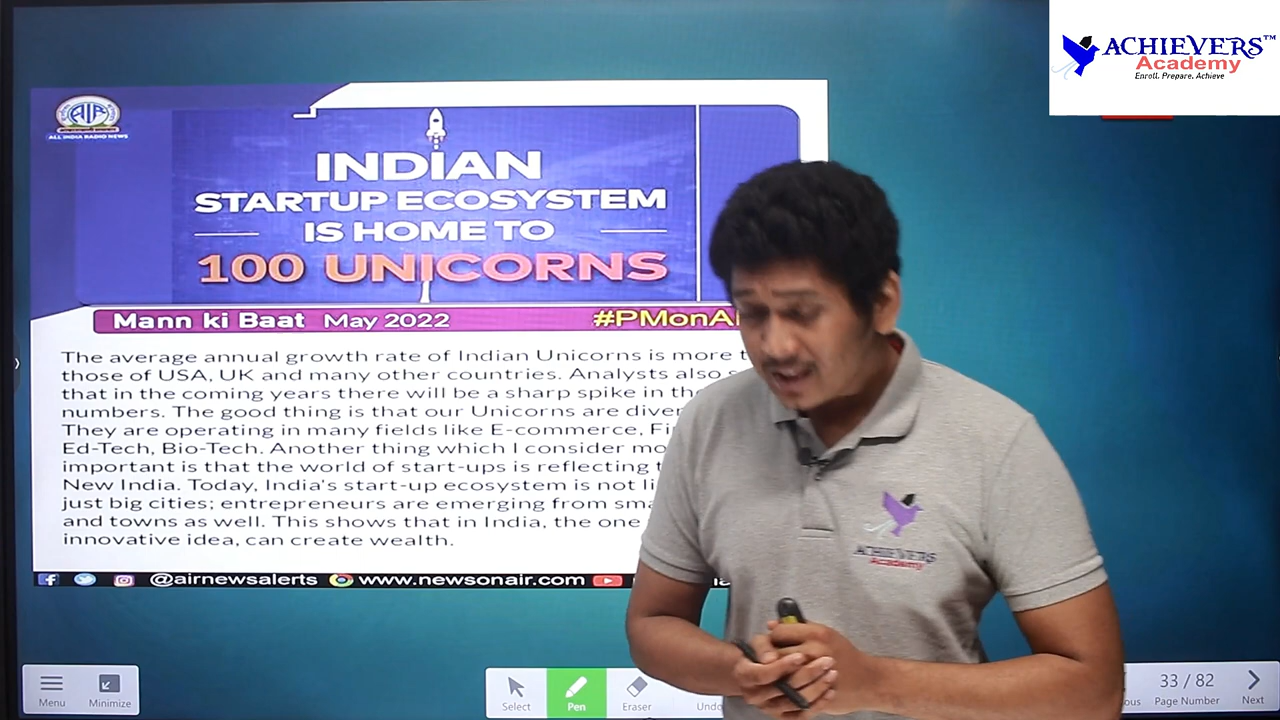 ACHIEVERS™
Academy
Enroll. Prepare. Achieve
AIR
ALL INDIA RADIO NEWS
INDIAN
STARTUP ECOSYSTEM
IS HOME TO
100 UNICORNS
Mann ki Baat May 2022 #PMonA
The average annual growth rate of Indian Unicorns is more
those of USA, UK and many other countries. Analysts also
that in the coming years there will be a sharp spike in
numbers. The good thing is that our Unicorns are
They are operating in many fields like E-commerce,
Ed-Tech, Bio-Tech. Another thing which I consider
important is that the world of start-ups is reflecting
New India. Today, India's start-up ecosystem is not
just big cities; entrepreneurs are emerging from
and towns as well. This shows that in India, the one
innovative idea, can create wealth.
@airnewsalerts www.newsonair.com
ACHIEVERS
Academy
Menu
Minimize
Select
Pen
Eraser
Undo
33 / 82
Page Number
Next